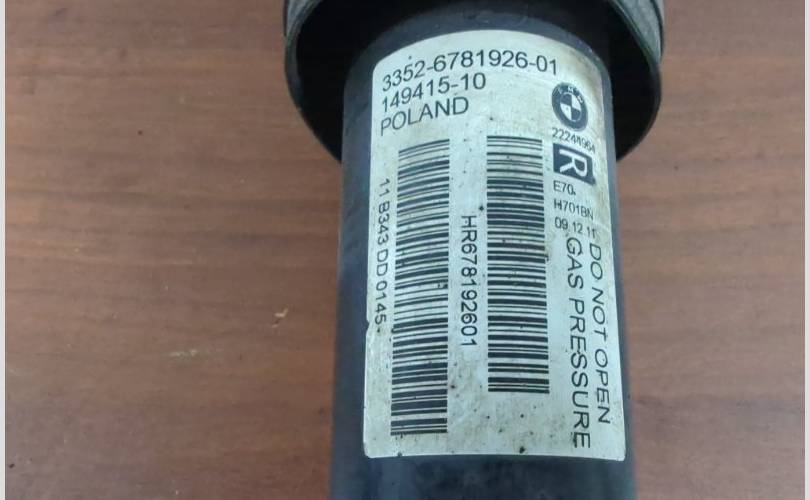 3352-6781926-01
149415-10
POLAND
22244964
R
E70
H701BN
09.12.11
DO NOT OPEN
GAS PRESSURE
HR678192601
11 B343 DD 0145